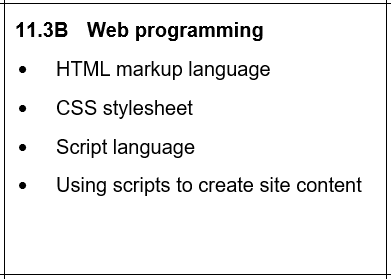 11.3B Web programming
• HTML markup language
• CSS stylesheet
• Script language
• Using scripts to create site content